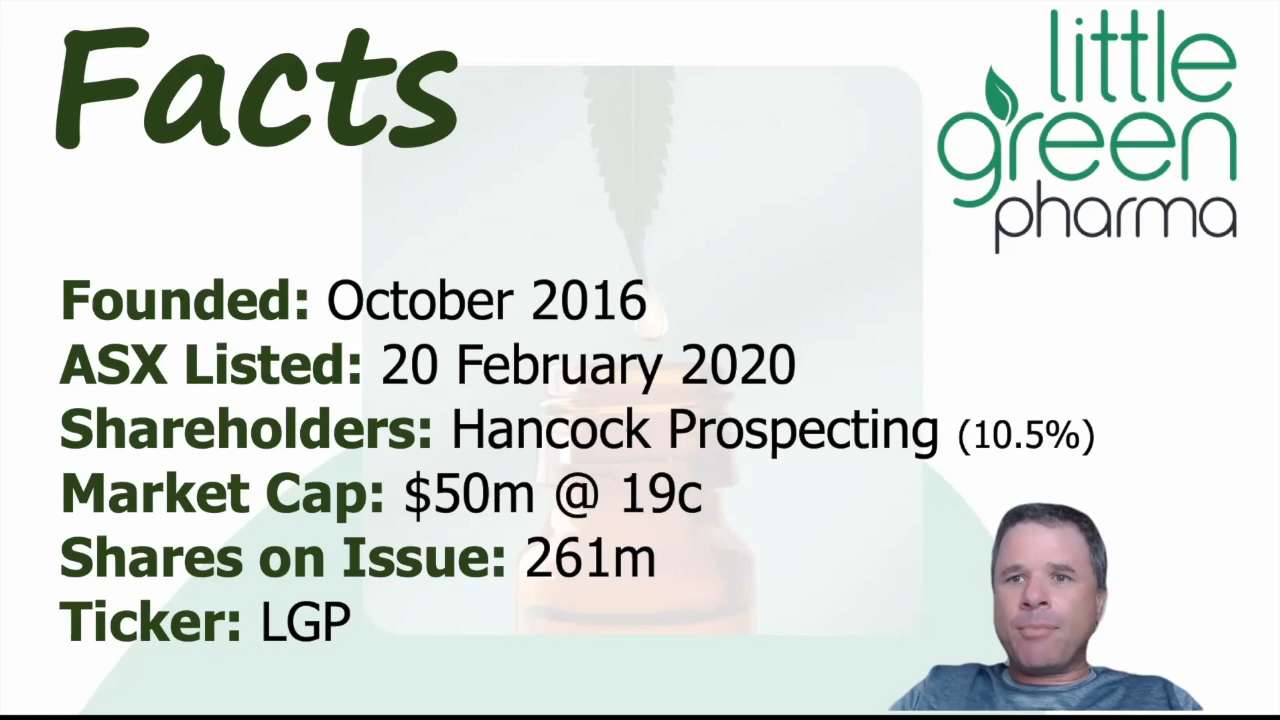 Facts
little
green
pharma
Founded: October 2016
ASX Listed: 20 February 2020
Shareholders: Hancock Prospecting (10.5%)
Market Cap: $50m @ 19c
Shares on Issue: 261m
Ticker: LGP